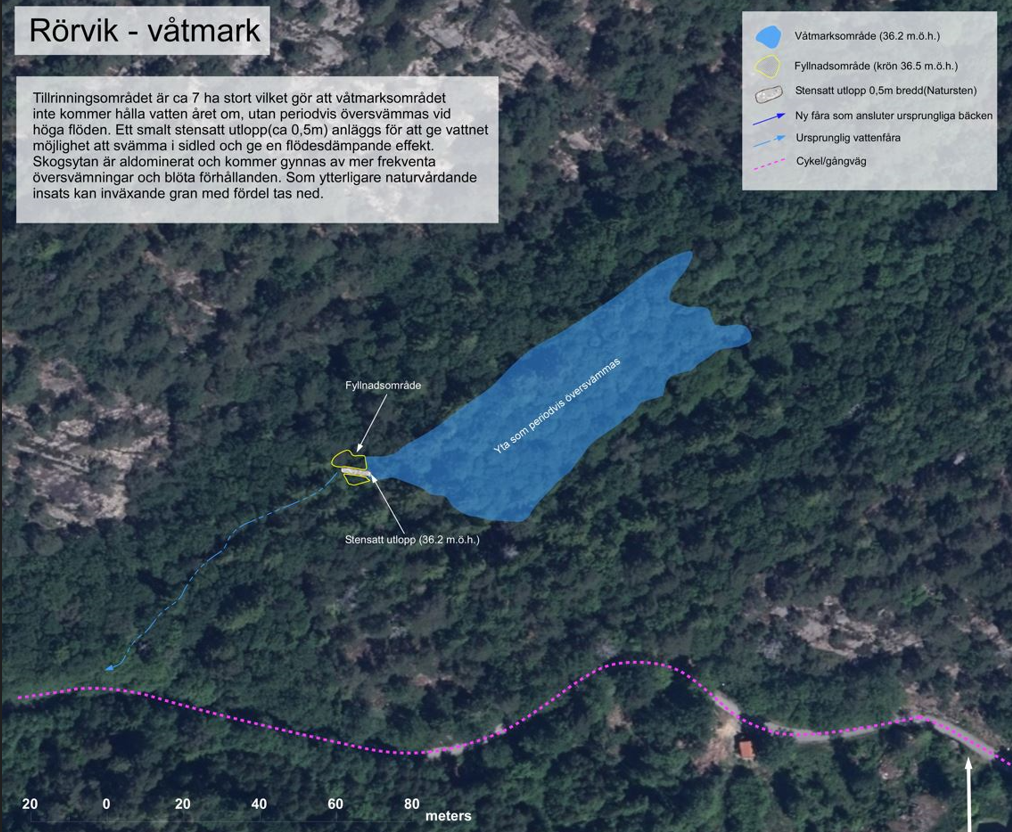 Rörvik - våtmark
Tillrinningsområdet är ca 7 ha stort vilket gör att våtmarksområdet
inte kommer hålla vatten året om, utan periodvis översvämmas vid
höga flöden. Ett smalt stensatt utlopp(ca 0,5m) anläggs för att ge vattnet
möjlighet att svämma i sidled och ge en flödesdämpande effekt.
Skogsytan är aldominerat och kommer gynnas av mer frekventa
översvämningar och blöta förhållanden. Som ytterligare naturvårdande
insats kan inväxande gran med fördel tas ned.
Våtmarksområde (36.2 m.ö.h.)
Fyllnadsområde (krön 36.5 m.ö.h.)
Stensatt utlopp 0,5m bredd(Natursten)
Ny fåra som ansluter ursprungliga bäcken
Ursprunglig vattenfåra
Cykel/gångväg
Yta som periodvis översvämmas
Fyllnadsområde
Stensatt utlopp (36.2 m.ö.h.)
20 0 20 40 60 80
meters